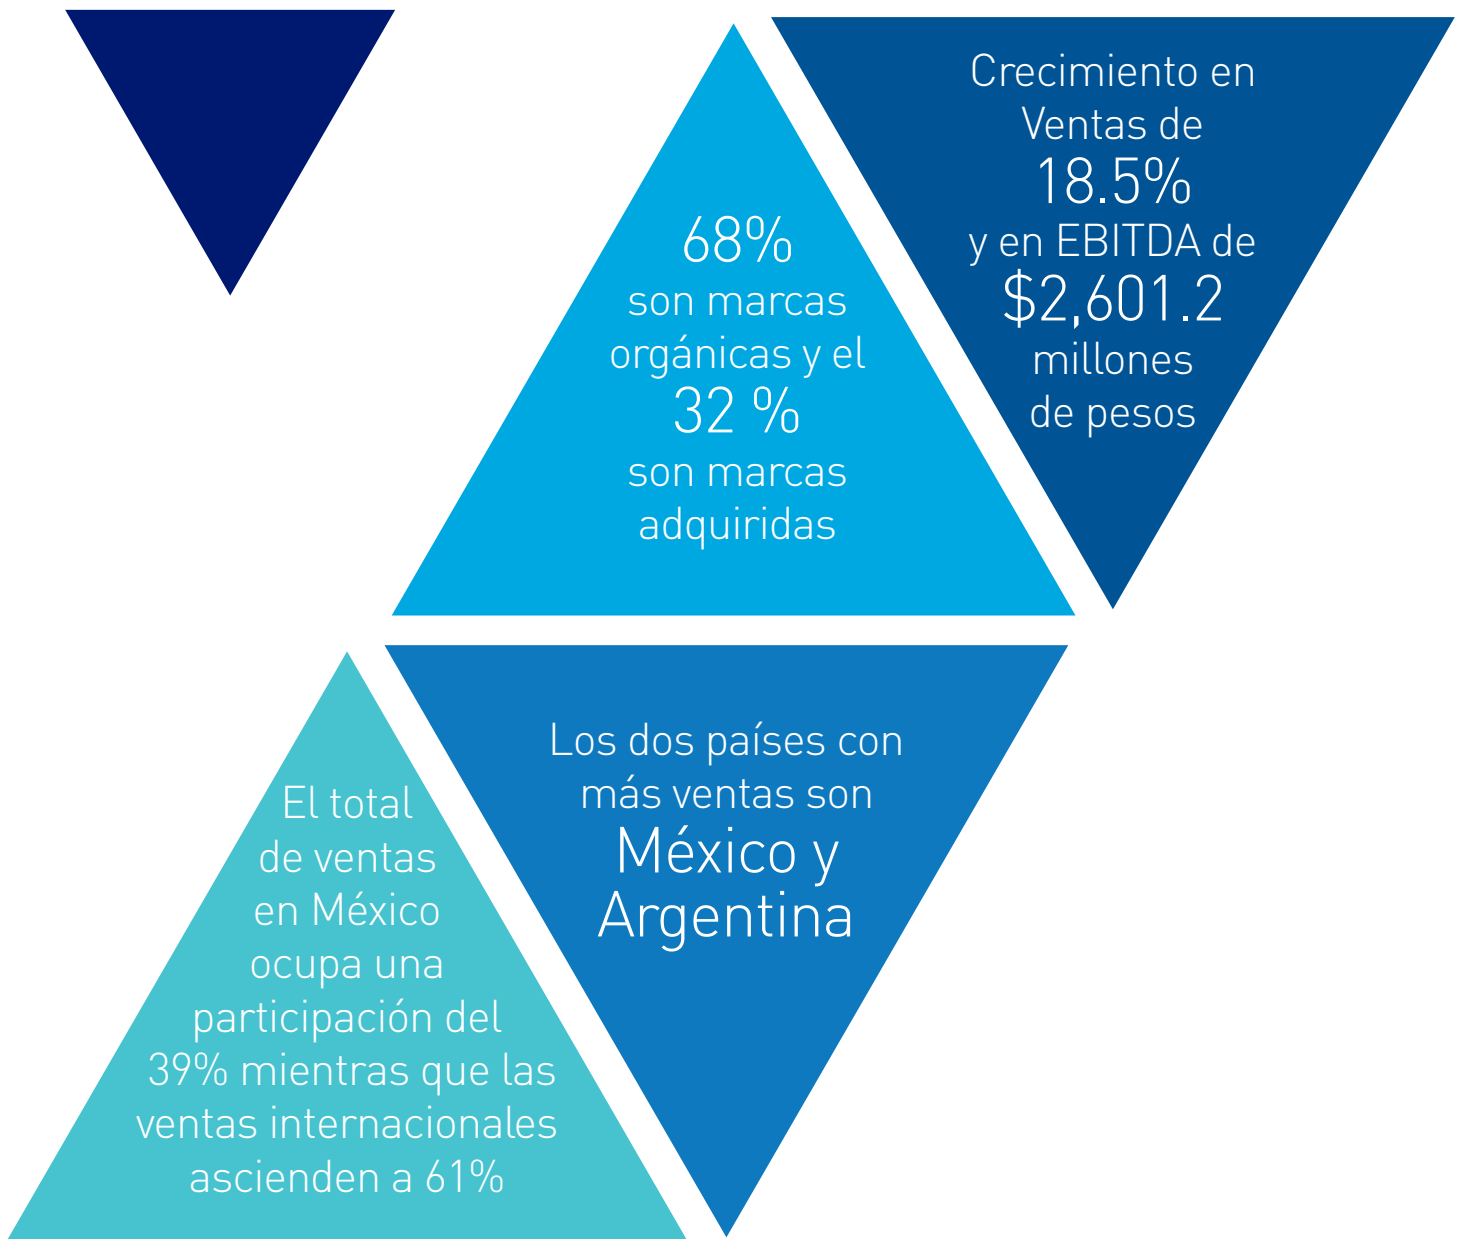 68%
son marcas
orgánicas y el
32 %
son marcas
adquiridas
Crecimiento en
Ventas de
18.5%
y en EBITDA de
$2,601.2
millones
de pesos
El total
de ventas
en México
ocupa una
participación del
39% mientras que las
ventas internacionales
ascienden a 61%
Los dos países con
más ventas son
México y
Argentina